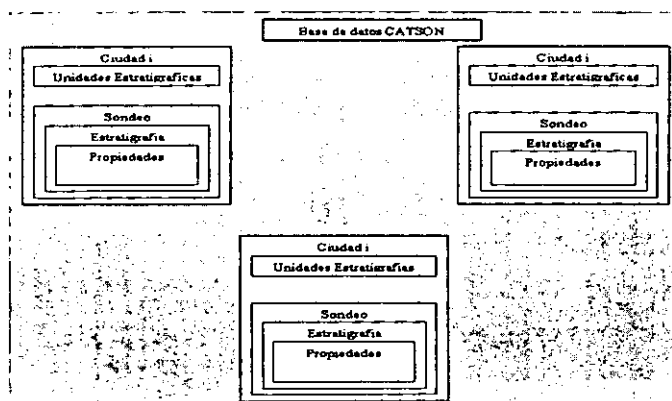 Base de datos CATSON
Ciudad i
Unidades Estratigraficas
Sondeo
Estratigrafia
Propiedades
Ciudad i
Unidades Estratigraficas
Sondeo
Estratigrafia
Propiedades
Ciudad i
Unidades Estratigrafias
Sondeo
Estratigrafia
Propiedades